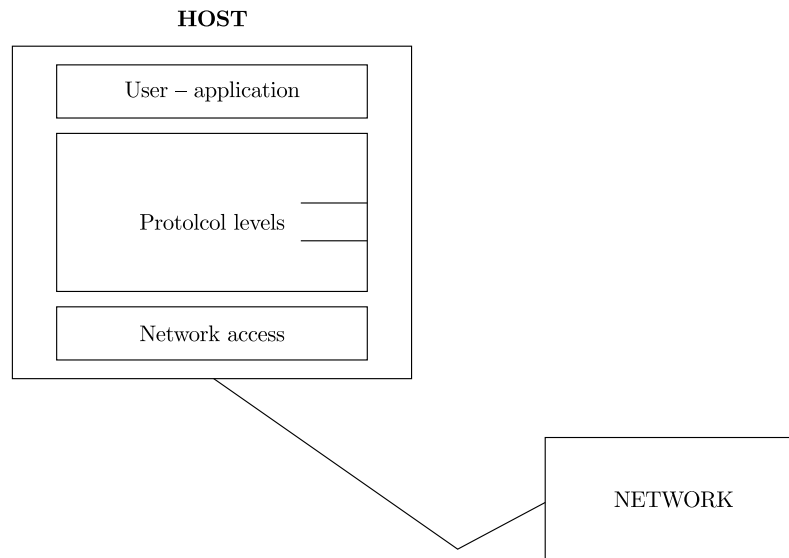 HOST
User – application
Protolcol levels
Network access
NETWORK